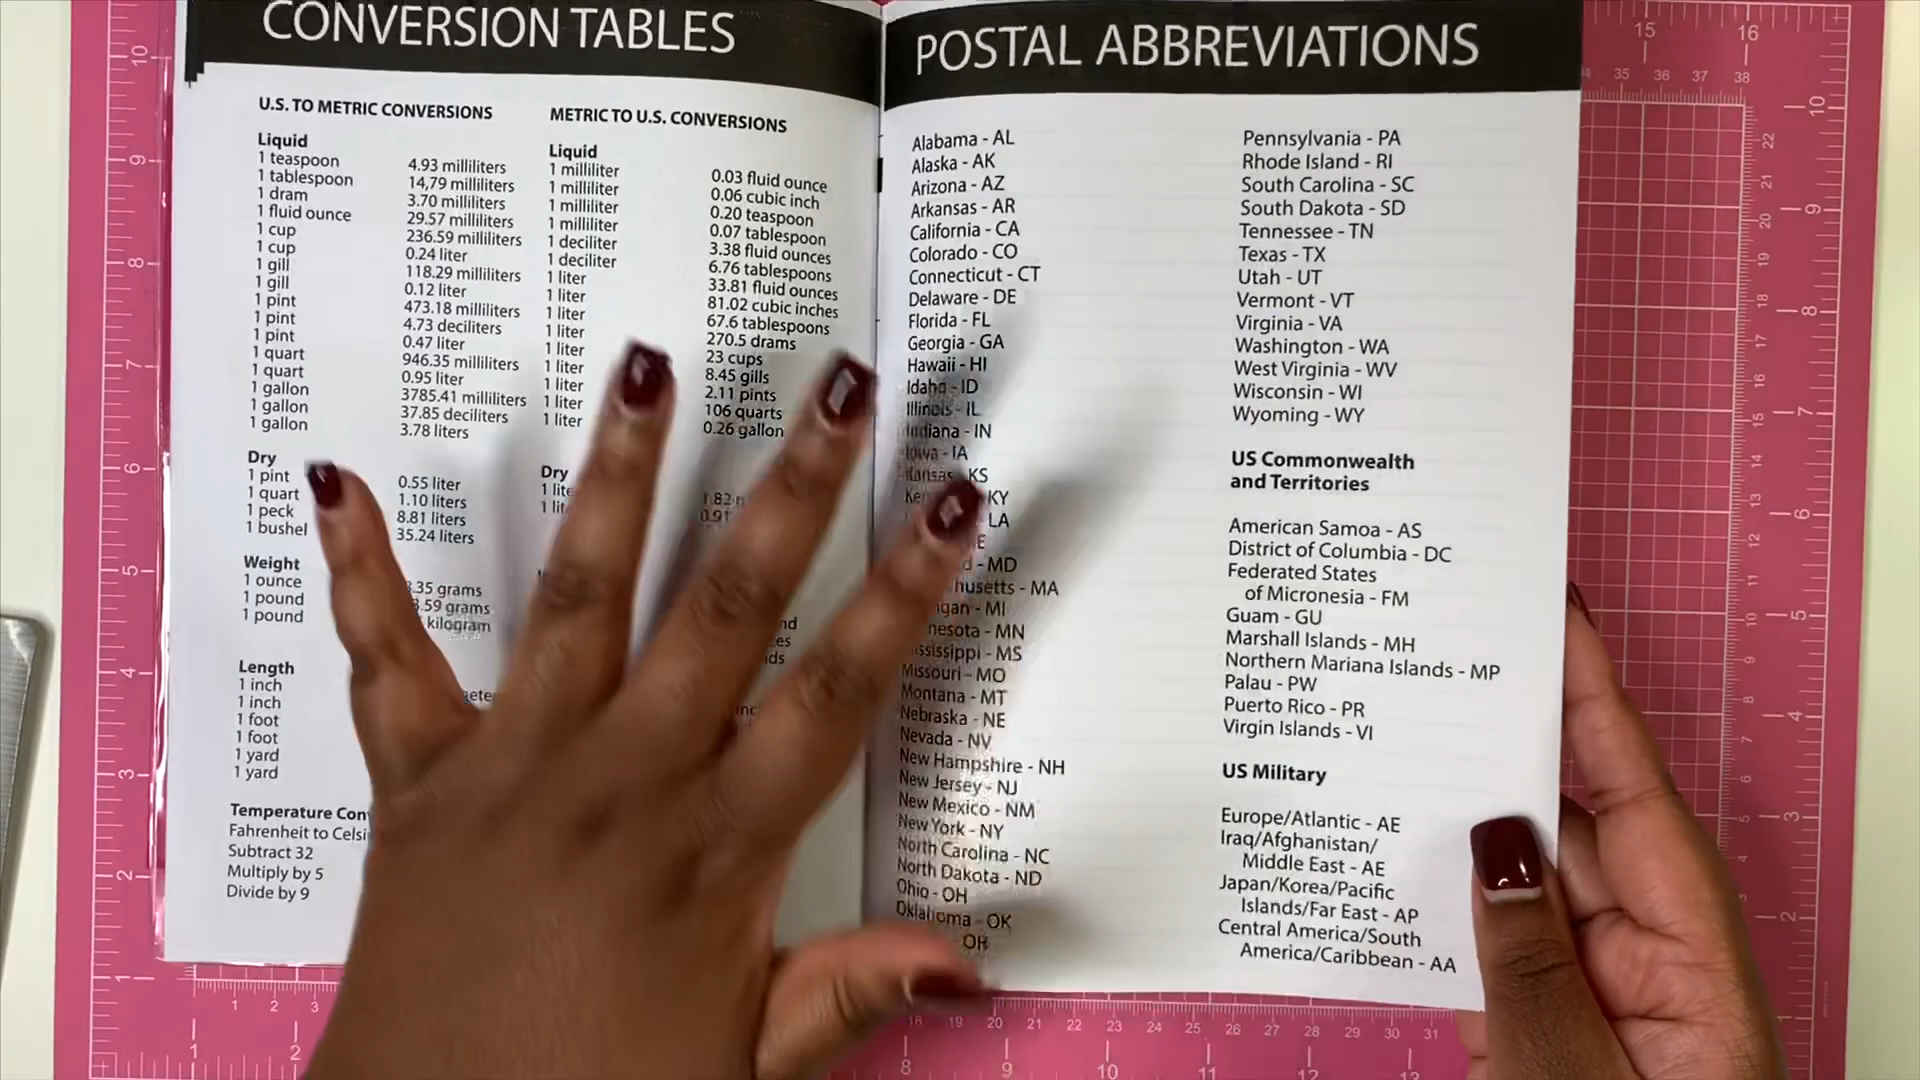 CONVERSION TABLES
U.S. TO METRIC CONVERSIONS
Liquid
1 teaspoon 4.93 milliliters
1 tablespoon 14,79 milliliters
1 dram 3.70 milliliters
1 fluid ounce 29.57 milliliters
1 cup 236.59 milliliters
1 cup 0.24 liter
1 gill 118.29 milliliters
1 gill 0.12 liter
1 pint 473.18 milliliters
1 pint 4.73 deciliters
1 pint 0.47 liter
1 quart 946.35 milliliters
1 quart 0.95 liter
1 gallon 3785.41 milliliters
1 gallon 37.85 deciliters
1 gallon 3.78 liters
Dry
1 pint 0.55 liter
1 quart 1.10 liters
1 peck 8.81 liters
1 bushel 35.24 liters
Weight
1 ounce grams
1 pound grams
1 pound kilogram
Length
1 inch
1 inch
1 foot
1 foot
1 yard
1 yard
Temperature
Fahrenheit to
Subtract 32
Multiply by 5
Divide by 9
METRIC TO U.S. CONVERSIONS
Liquid
1 milliliter 0.03 fluid ounce
1 milliliter 0.06 cubic inch
1 milliliter 0.20 teaspoon
1 milliliter 0.07 tablespoon
1 deciliter 3.38 fluid ounces
1 deciliter 6.76 tablespoons
1 liter 33.81 fluid ounces
1 liter 81.02 cubic inches
1 liter 67.6 tablespoons
1 liter 270.5 drams
1 liter 23 cups
1 liter 8.45 gills
1 liter 2.11 pints
1 liter 106 quarts
1 liter 0.26 gallon
Dry
POSTAL ABBREVIATIONS
Alabama - AL
Alaska - AK
Arizona - AZ
Arkansas - AR
California - CA
Colorado - CO
Connecticut - CT
Delaware - DE
Florida - FL
Georgia - GA
Hawaii - HI
Idaho - ID
Illinois - IL
Indiana - IN
Iowa - IA
Kansas - KS
KY
LA
- MD
- MA
- MI
- MN
- MS
Missouri - MO
Montana - MT
Nebraska - NE
Nevada - NV
New Hampshire - NH
New Jersey - NJ
New Mexico - NM
New York - NY
North Carolina - NC
North Dakota - ND
Ohio - OH
Oklahoma - OK
OR
Pennsylvania - PA
Rhode Island - RI
South Carolina - SC
South Dakota - SD
Tennessee - TN
Texas - TX
Utah - UT
Vermont - VT
Virginia - VA
Washington - WA
West Virginia - WV
Wisconsin - WI
Wyoming - WY
US Commonwealth
and Territories
American Samoa - AS
District of Columbia - DC
Federated States
of Micronesia - FM
Guam - GU
Marshall Islands - MH
Northern Mariana Islands - MP
Palau - PW
Puerto Rico - PR
Virgin Islands - VI
US Military
Europe/Atlantic - AE
Iraq/Afghanistan/
Middle East - AE
Japan/Korea/Pacific
Islands/Far East - AP
Central America/South
America/Caribbean - AA